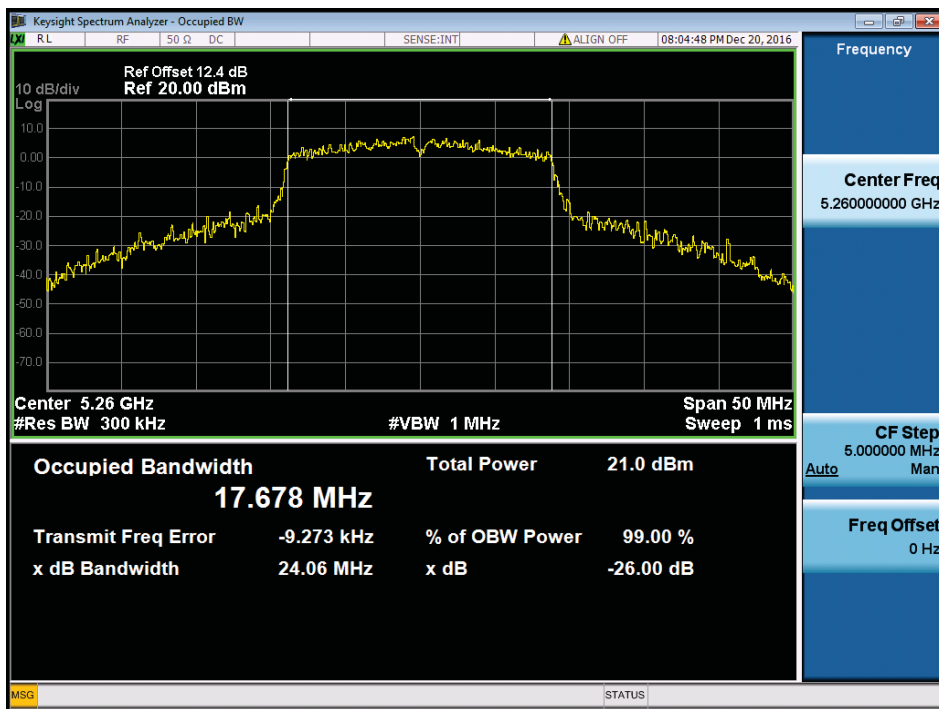 Keysight Spectrum Analyzer - Occupied BW
LXI RL RF 50 Ω DC SENSE:INT ALIGN OFF 08:04:48 PM Dec 20, 2016
Frequency
Ref Offset 12.4 dB
10 dB/div Ref 20.00 dBm
Log
10.0
0.00
-10.0
-20.0
-30.0
-40.0
-50.0
-60.0
-70.0
Center 5.26 GHz Span 50 MHz
#Res BW 300 kHz #VBW 1 MHz Sweep 1 ms
Center Freq
5.260000000 GHz
CF Step
5.000000 MHz
Auto Man
Freq Offset
0 Hz
Occupied Bandwidth Total Power 21.0 dBm
17.678 MHz
Transmit Freq Error -9.273 kHz % of OBW Power 99.00 %
x dB Bandwidth 24.06 MHz x dB -26.00 dB
MSG STATUS